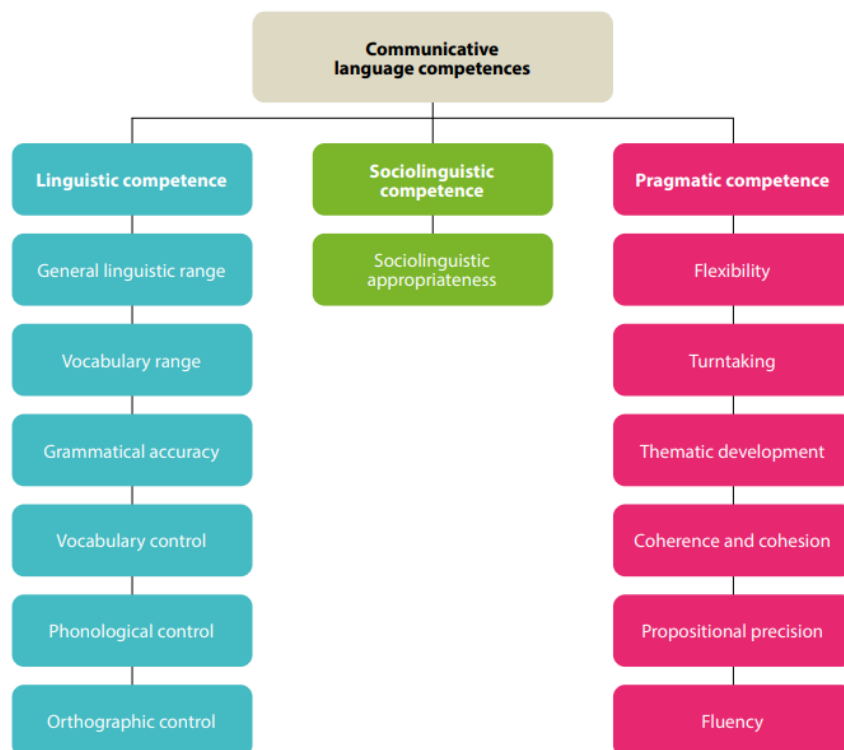 Communicative
language competences
Linguistic competence
General linguistic range
Vocabulary range
Grammatical accuracy
Vocabulary control
Phonological control
Orthographic control
Sociolinguistic
competence
Sociolinguistic
appropriateness
Pragmatic competence
Flexibility
Turntaking
Thematic development
Coherence and cohesion
Propositional precision
Fluency